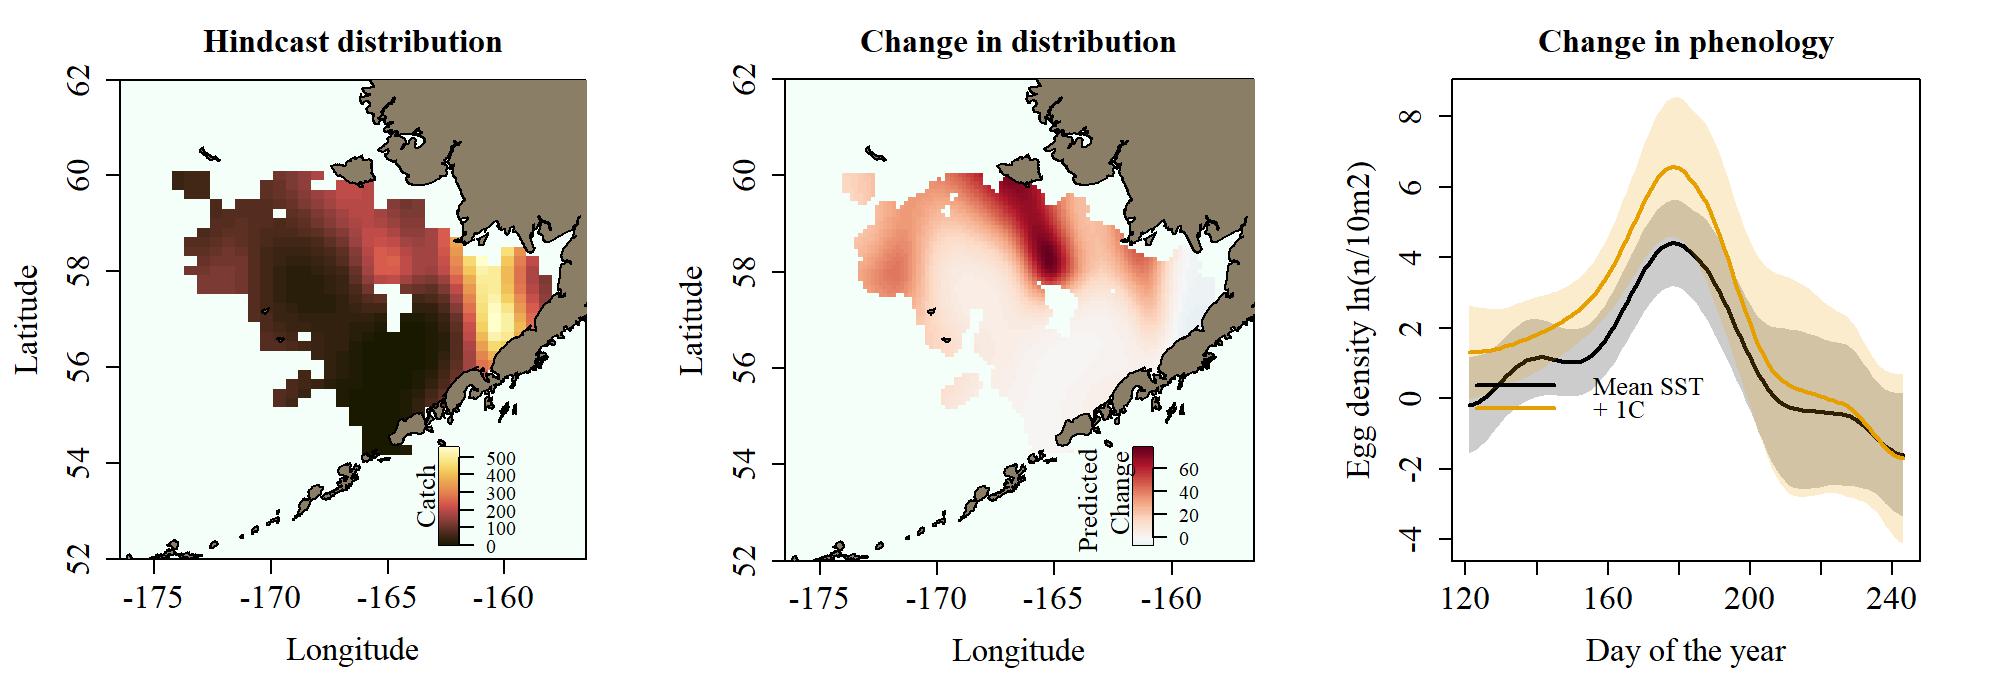 Hindcast distribution
62
60
58
56
54
52
Latitude
-175
-170
-165
-160
Longitude
Catch
500
400
300
200
100
0
Change in distribution
62
60
58
56
54
52
Latitude
-175
-170
-165
-160
Longitude
Predicted
Change
60
40
20
0
Change in phenology
8
6
4
2
0
-2
-4
Egg density ln(n/10m2)
Mean SST
+ 1C
120
160
200
240
Day of the year